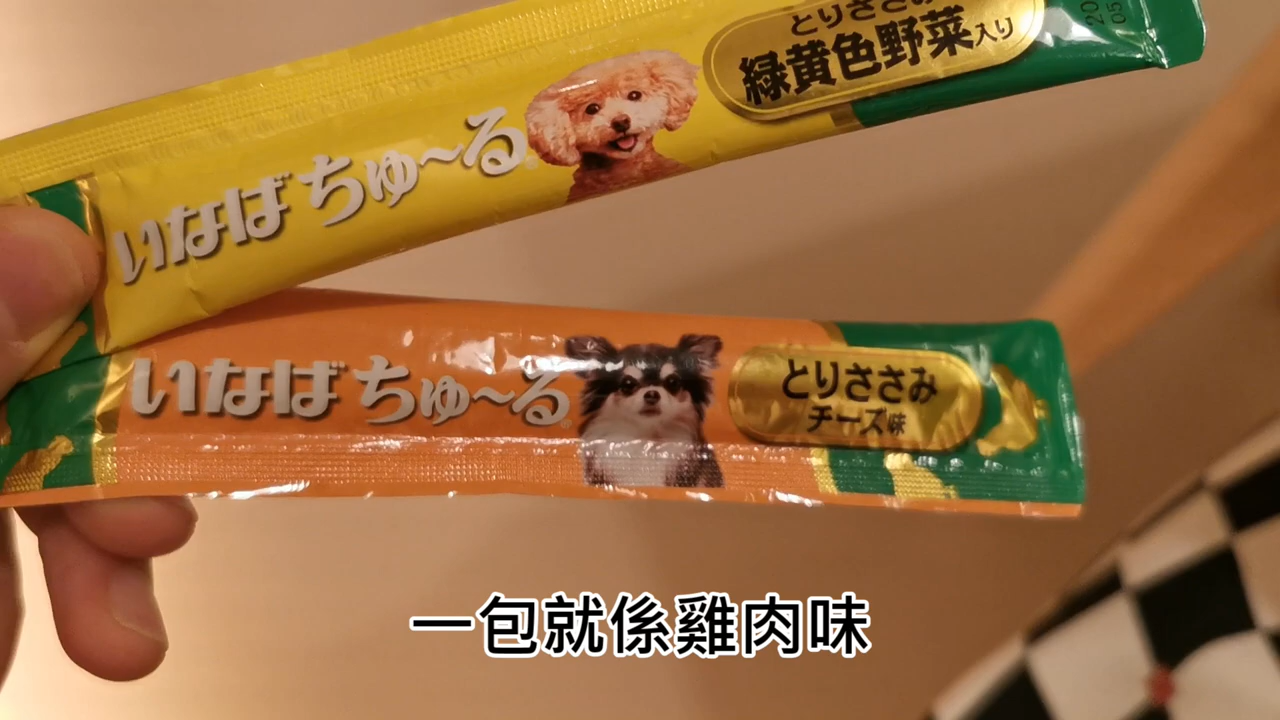 とりささみ
緑黄色野菜入り
いなばちゅ~る
いなばちゅ~る
とりささみ
チーズ味
一包就係雞肉味